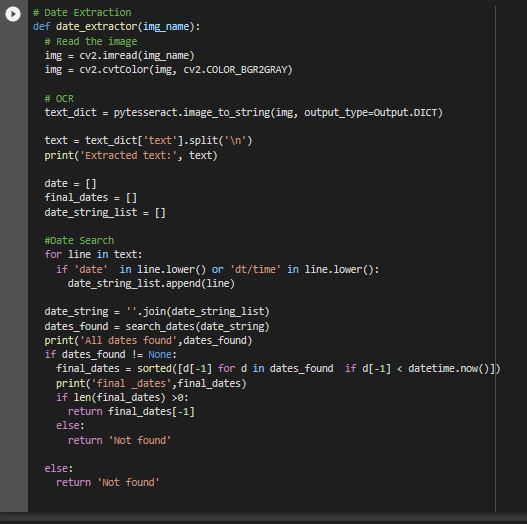 # Date Extraction
def date_extractor(img_name):
  # Read the image
  img = cv2.imread(img_name)
  img = cv2.cvtColor(img, cv2.COLOR_BGR2GRAY)

  # OCR
  text_dict = pytesseract.image_to_string(img, output_type=Output.DICT)

  text = text_dict['text'].split('\n')
  print('Extracted text:', text)

  date = []
  final_dates = []
  date_string_list = []

  #Date Search
  for line in text:
    if 'date'  in line.lower() or 'dt/time' in line.lower():
      date_string_list.append(line)

  date_string = ''.join(date_string_list)
  dates_found = search_dates(date_string)
  print('All dates found',dates_found)
  if dates_found != None:
    final_dates = sorted([d[-1] for d in dates_found  if d[-1] < datetime.now()])
    print('final _dates',final_dates)
    if len(final_dates) >0:
      return final_dates[-1]
    else:
      return 'Not found'

  else:
    return 'Not found'